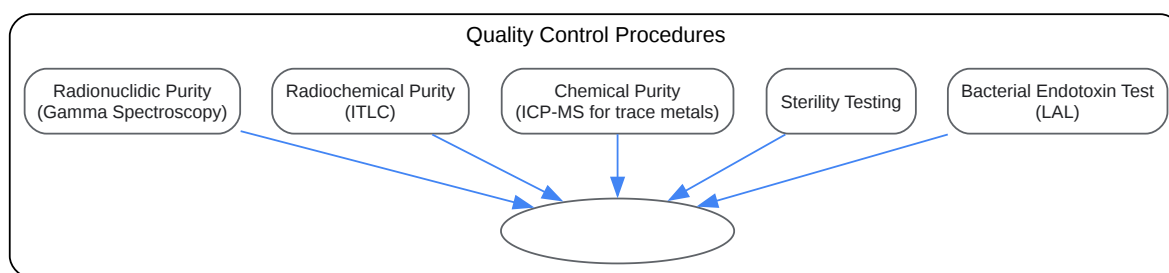 Quality Control Procedures
Radionuclidic Purity
(Gamma Spectroscopy)
Radiochemical Purity
(ITLC)
Chemical Purity
(ICP-MS for trace metals)
Sterility Testing
Bacterial Endotoxin Test
(LAL)